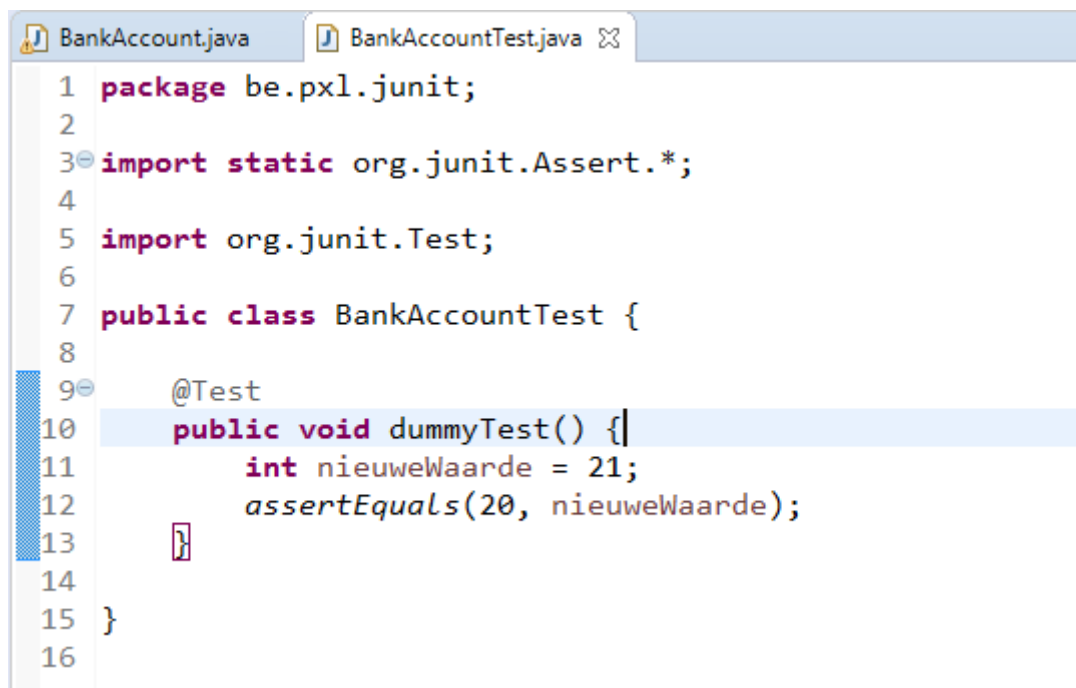 BankAccount.java BankAccountTest.java
1 package be.pxl.junit;
2
3 import static org.junit.Assert.*;
4
5 import org.junit.Test;
6
7 public class BankAccountTest {
8
9 @Test
10 public void dummyTest() {
11 int nieuweWaarde = 21;
12 assertEquals(20, nieuweWaarde);
13 }
14
15 }
16